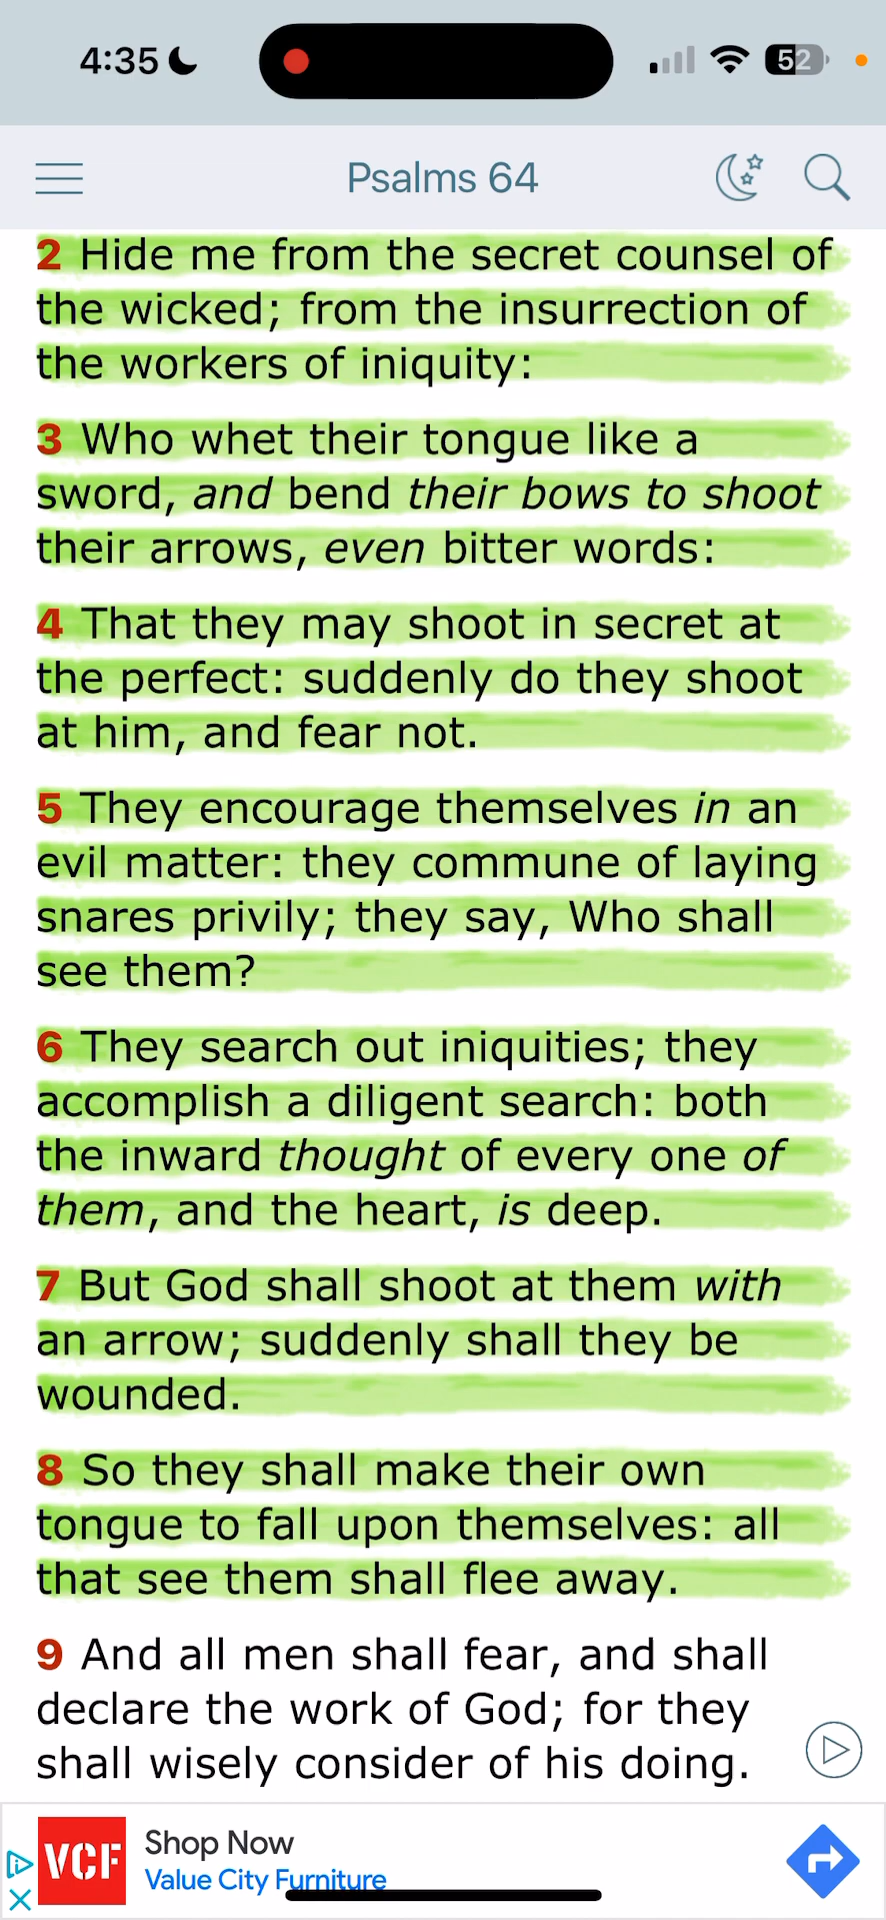 4:35
52
Psalms 64
2 Hide me from the secret counsel of
the wicked; from the insurrection of
the workers of iniquity:
3 Who whet their tongue like a
sword, and bend their bows to shoot
their arrows, even bitter words:
4 That they may shoot in secret at
the perfect: suddenly do they shoot
at him, and fear not.
5 They encourage themselves in an
evil matter: they commune of laying
snares privily; they say, Who shall
see them?
6 They search out iniquities; they
accomplish a diligent search: both
the inward thought of every one of
them, and the heart, is deep.
7 But God shall shoot at them with
an arrow; suddenly shall they be
wounded.
8 So they shall make their own
tongue to fall upon themselves: all
that see them shall flee away.
9 And all men shall fear, and shall
declare the work of God; for they
shall wisely consider of his doing.
VCF
Shop Now
Value City Furniture